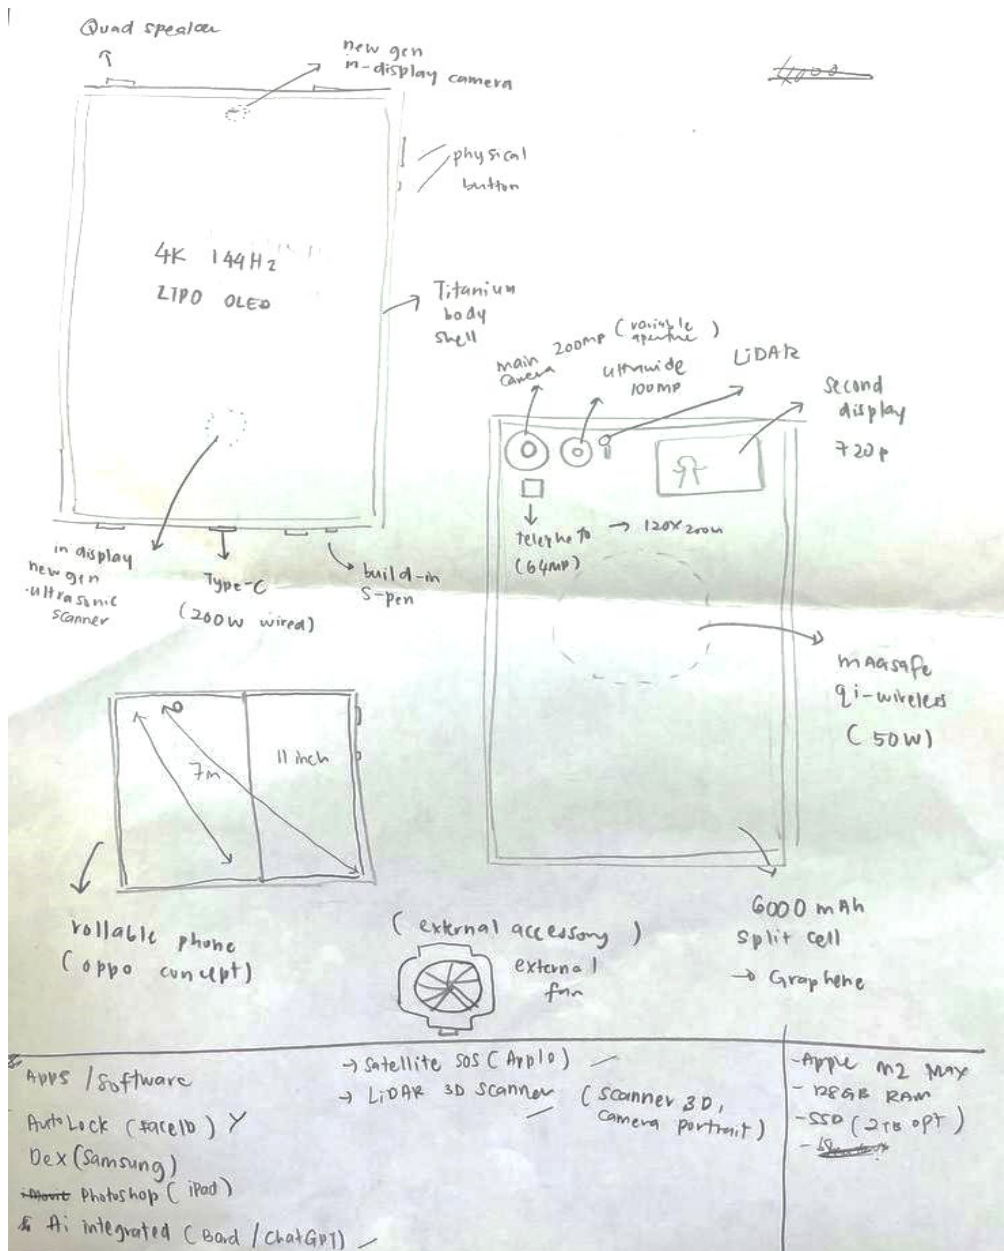 Quad speaker
new gen
in-display camera
4000
physical
button
4K 144Hz
LTPO OLED
Titanium
body
shell
main
camera
200MP (variable
aperture)
ultrawide
100MP
LiDAR
second
display
720p
telephoto → 120x zoom
(64MP)
in display
new gen
ultrasonic
scanner
Type-C
(200W wired)
build-in
S-pen
magsafe
qi-wireless
(50W)
7in
11 inch
rollable phone
(oppo concept)
(external accessory)
external
fan
6000 mAh
split cell
→ Graphene
Apps / Software
AutoLock (faceID)
Dex (Samsung)
Photoshop (iPad)
Ai integrated (Bard / ChatGPT)
→ Satellite SOS (Apple)
→ LiDAR 3D scanner (scanner 3D,
camera portrait)
-Apple M2 Max
- 128GB RAM
-SSD (2TB OPT)